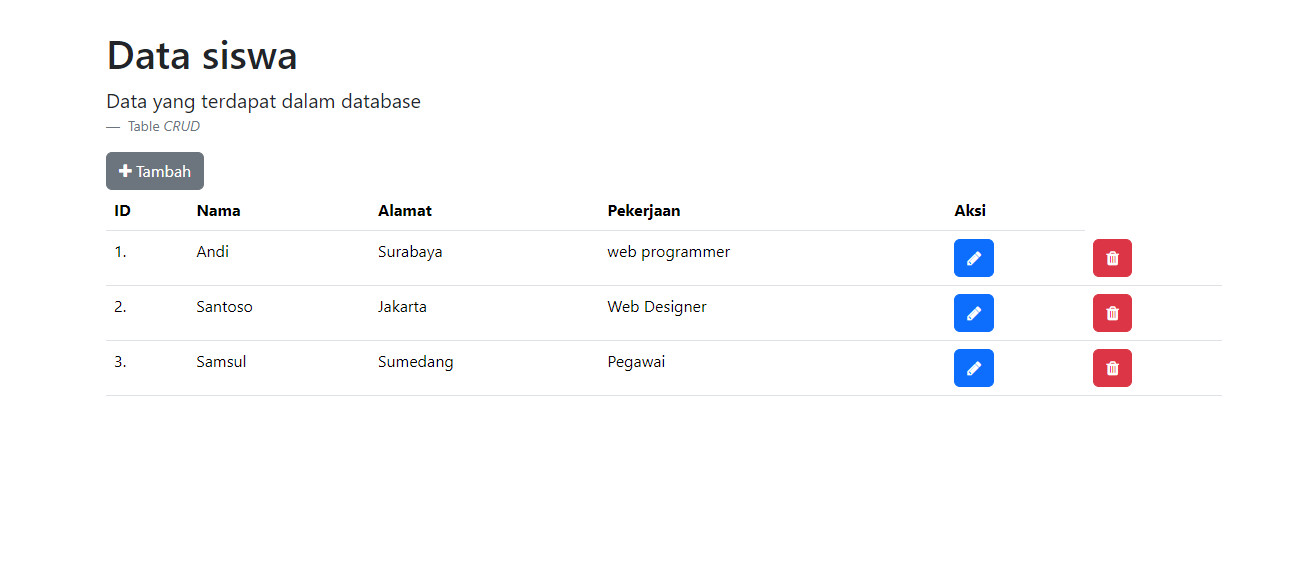 Data siswa
Data yang terdapat dalam database
— Table CRUD
Tambah
ID Nama Alamat Pekerjaan Aksi
1. Andi Surabaya web programmer
2. Santoso Jakarta Web Designer
3. Samsul Sumedang Pegawai